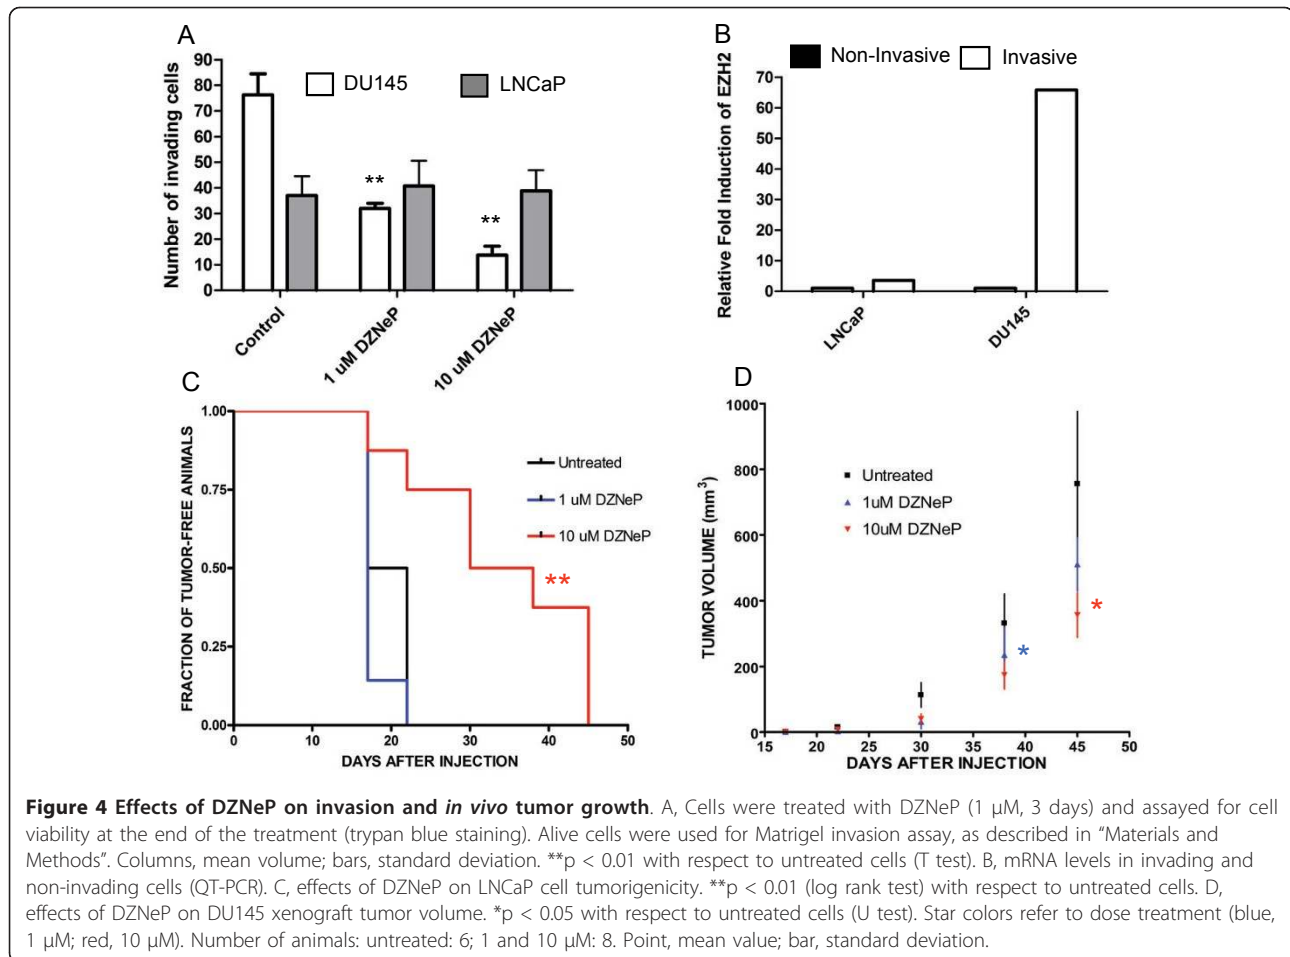 A
Number of invading cells
90
80
70
60
50
40
30
20
10
0
DU145
LNCaP
**
**
Control
1 uM DZNeP
10 uM DZNeP
B
Non-Invasive
Invasive
Relative Fold Induction of EZH2
70
60
50
40
30
20
10
0
LNCaP
DU145
C
FRACTION OF TUMOR-FREE ANIMALS
1.00
0.75
0.50
0.25
0.00
Untreated
1 uM DZNeP
10 uM DZNeP
**
0
10
20
30
40
50
DAYS AFTER INJECTION
D
TUMOR VOLUME (mm³)
1000
800
600
400
200
0
Untreated
1uM DZNeP
10uM DZNeP
*
*
15
20
25
30
35
40
45
50
DAYS AFTER INJECTION
Figure 4 Effects of DZNeP on invasion and in vivo tumor growth. A, Cells were treated with DZNeP (1 μM, 3 days) and assayed for cell
viability at the end of the treatment (trypan blue staining). Alive cells were used for Matrigel invasion assay, as described in “Materials and
Methods”. Columns, mean volume; bars, standard deviation. **p < 0.01 with respect to untreated cells (T test). B, mRNA levels in invading and
non-invading cells (QT-PCR). C, effects of DZNeP on LNCaP cell tumorigenicity. **p < 0.01 (log rank test) with respect to untreated cells. D,
effects of DZNeP on DU145 xenograft tumor volume. *p < 0.05 with respect to untreated cells (U test). Star colors refer to dose treatment (blue,
1 μM; red, 10 μM). Number of animals: untreated: 6; 1 and 10 μM: 8. Point, mean value; bar, standard deviation.